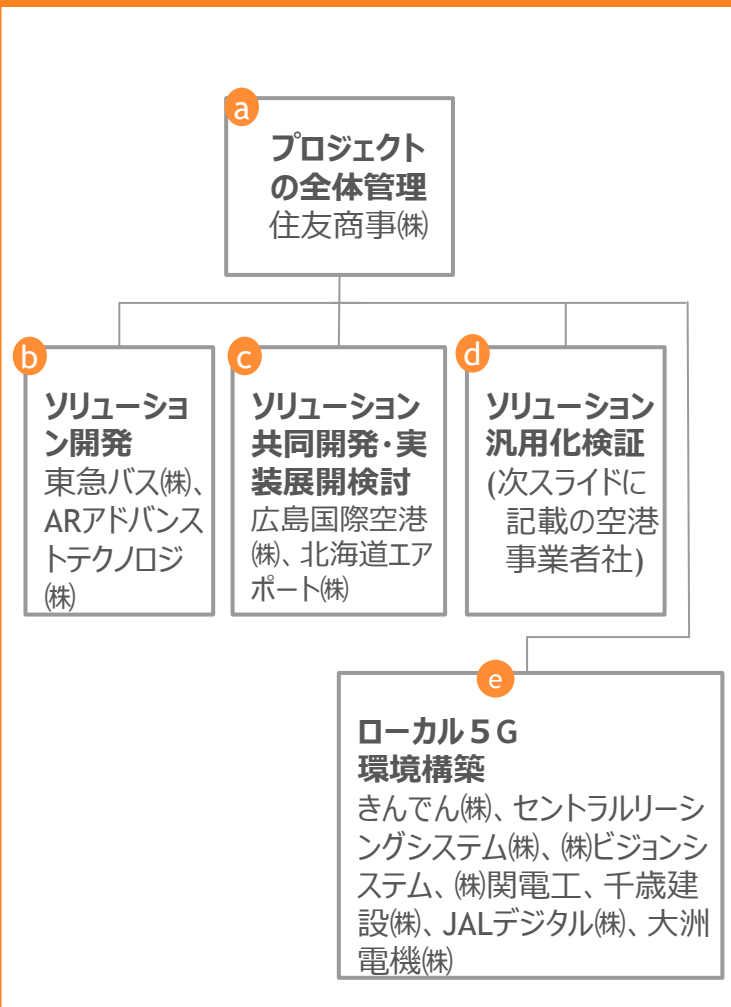 a
プロジェクト
の全体管理
住友商事㈱
b
ソリューショ
ン開発
東急バス㈱、
ARアドバンス
トテクノロジ
㈱
c
ソリューション
共同開発・実
装展開検討
広島国際空港
㈱、北海道エア
ポート㈱
d
ソリューション
汎用化検証
(次スライドに
記載の空港
事業者社)
e
ローカル５G
環境構築
きんでん㈱、セントラルリーシ
ングシステム㈱、㈱ビジョンシ
ステム、㈱関電工、千歳建
設㈱、JALデジタル㈱、大洲
電機㈱